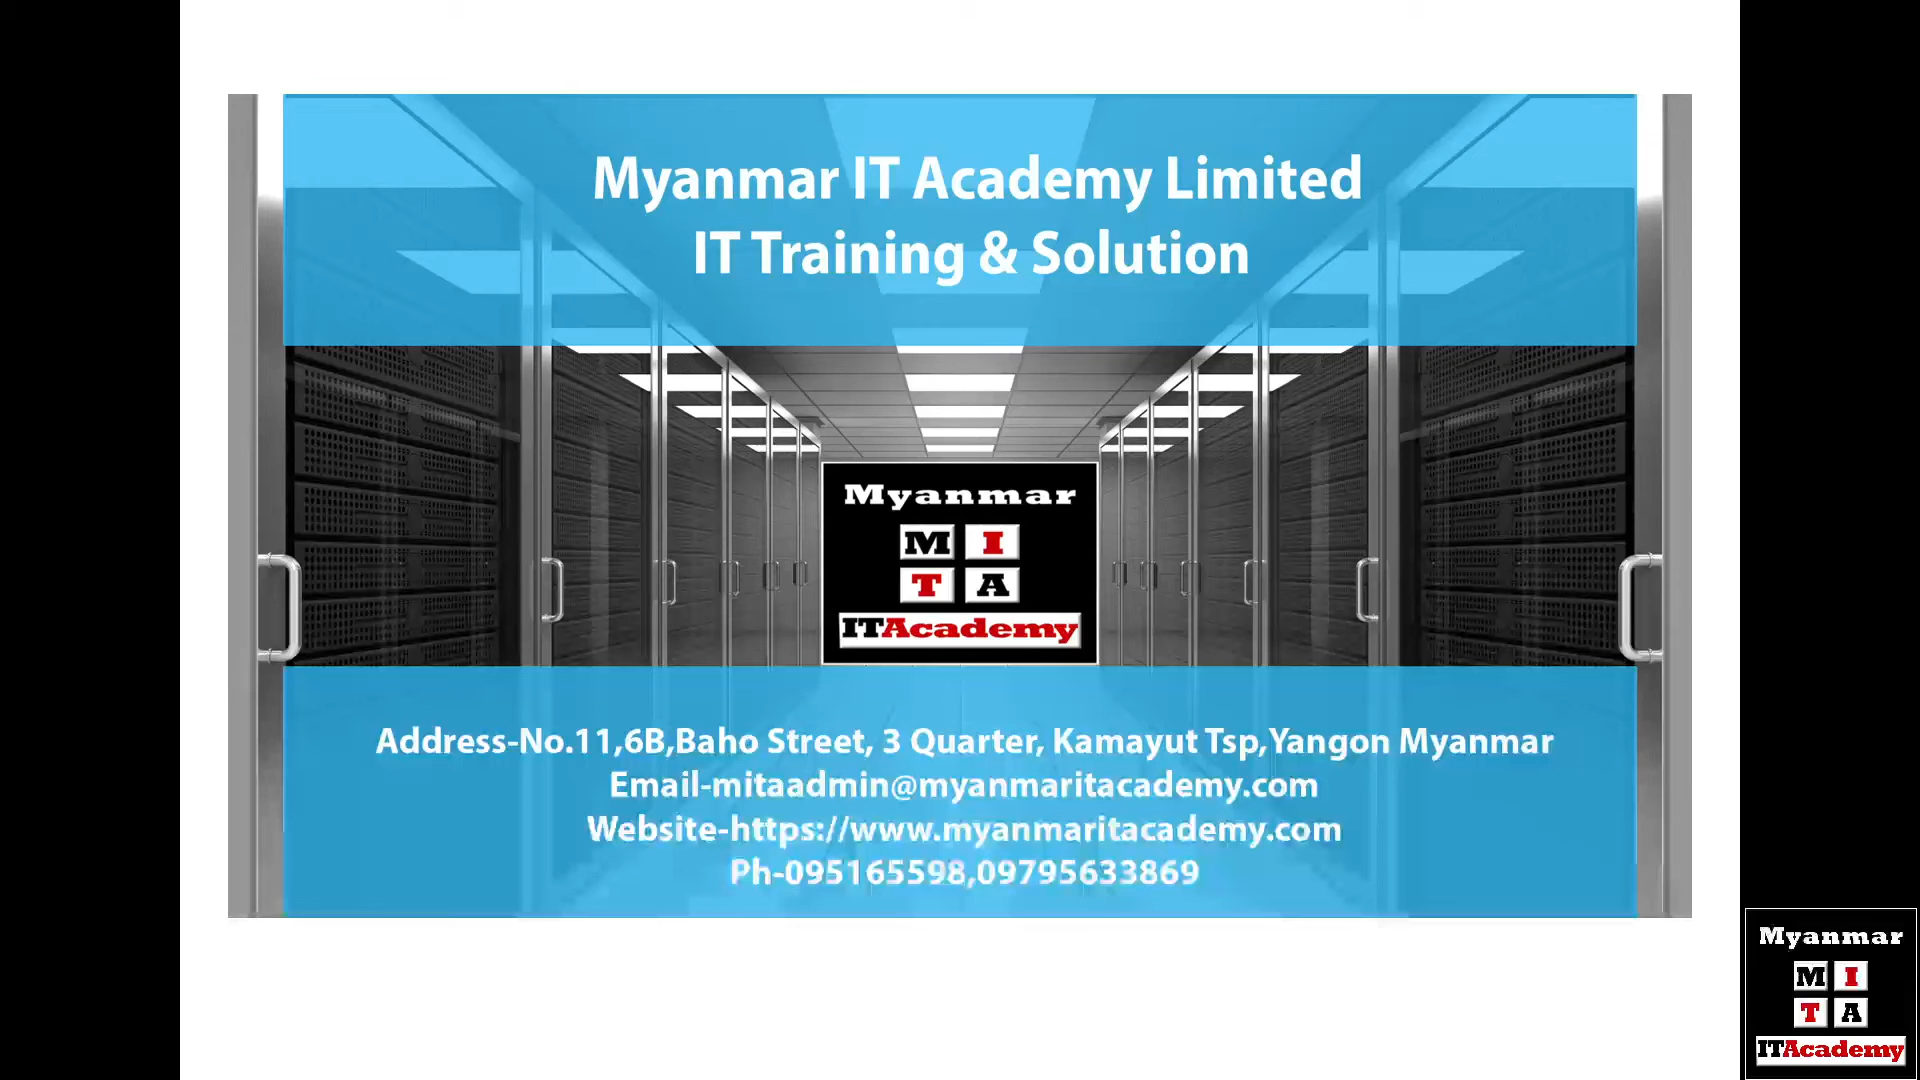 Myanmar IT Academy Limited
IT Training & Solution
Myanmar
M I
T A
ITAcademy
Address-No.11,6B,Baho Street, 3 Quarter, Kamayut Tsp,Yangon Myanmar
Email-mitaadmin@myanmaritacademy.com
Website-https://www.myanmaritacademy.com
Ph-095165598,09795633869
Myanmar
M I
T A
ITAcademy